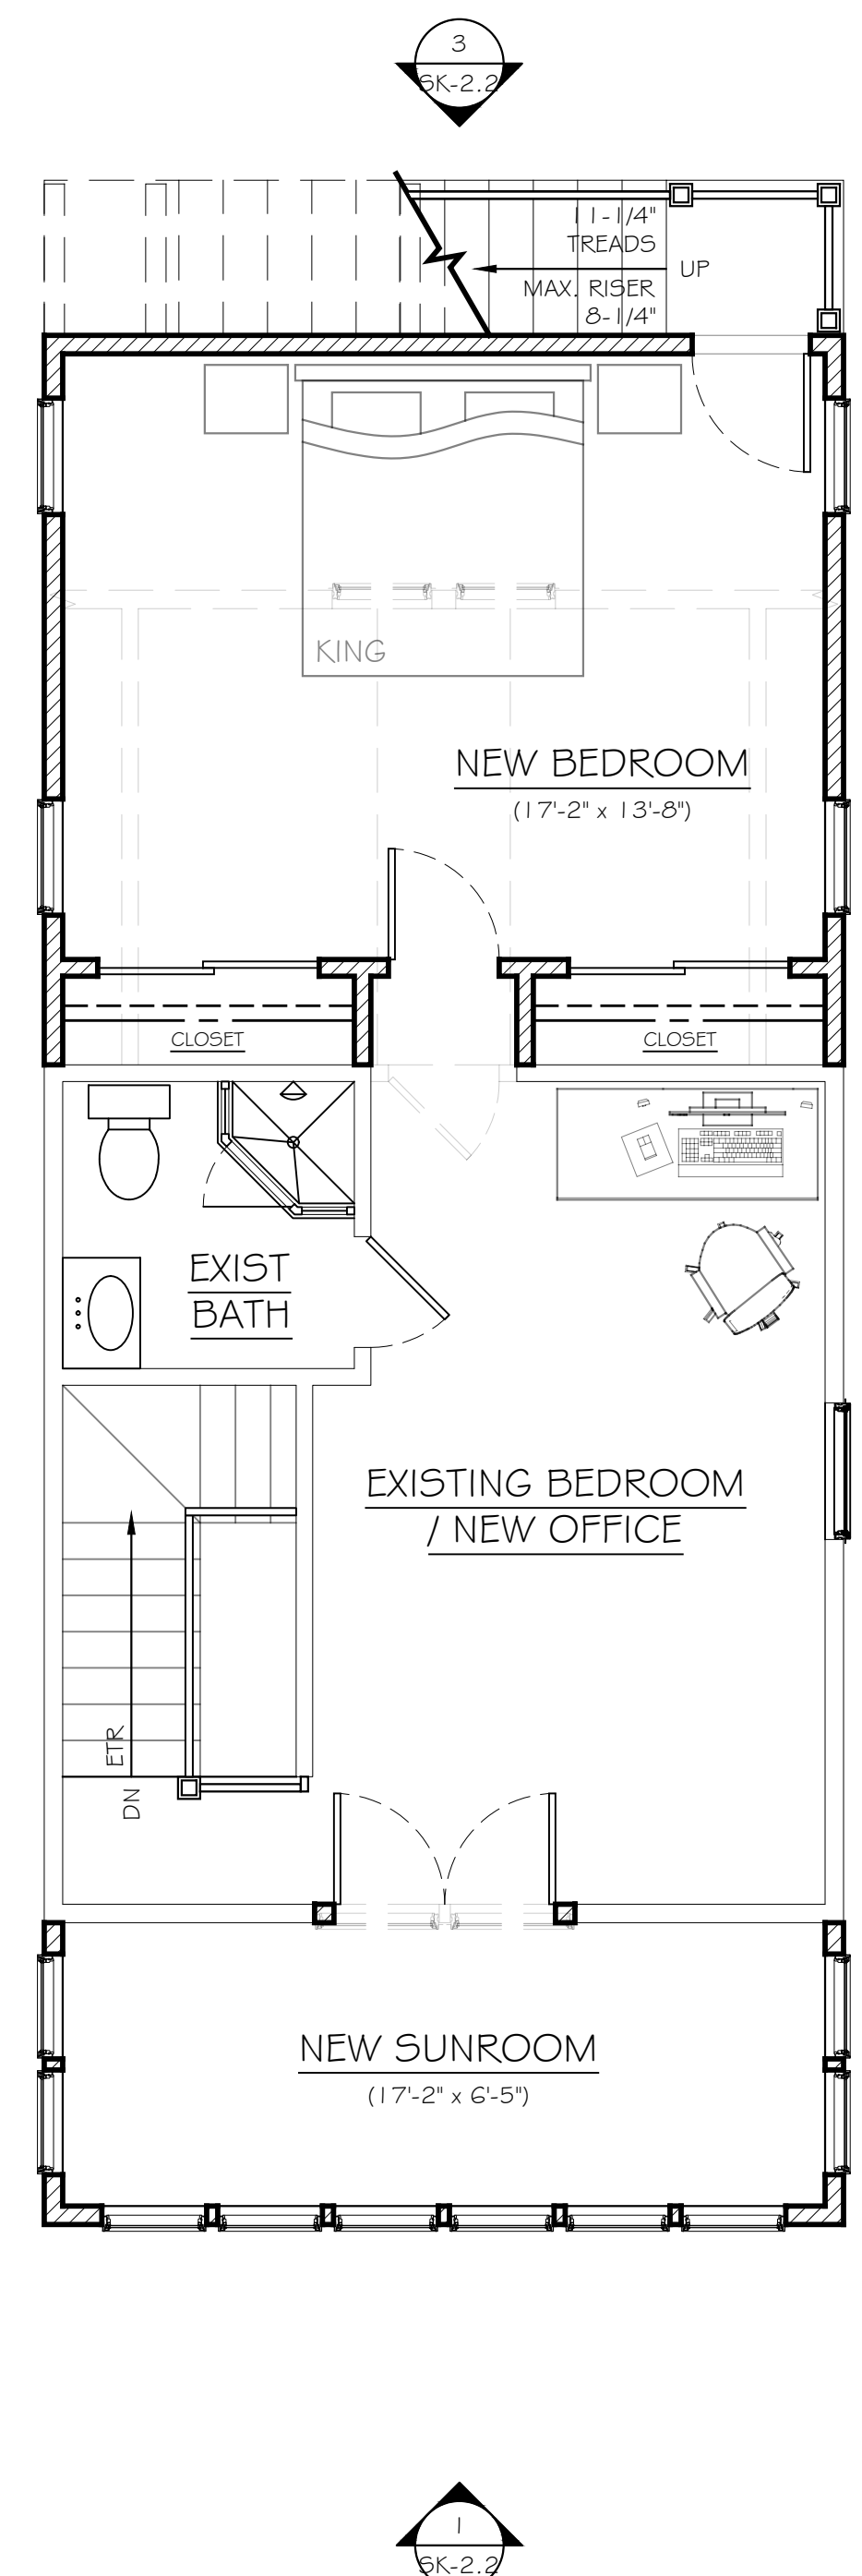 3
SK-2.2
11-1/4"
TREADS
UP
MAX. RISER
8-1/4"
KING
NEW BEDROOM
(17'-2" x 13'-8")
CLOSET
CLOSET
EXIST
BATH
EXISTING BEDROOM
/ NEW OFFICE
ETR
DN
NEW SUNROOM
(17'-2" x 6'-5")
1
SK-2.2